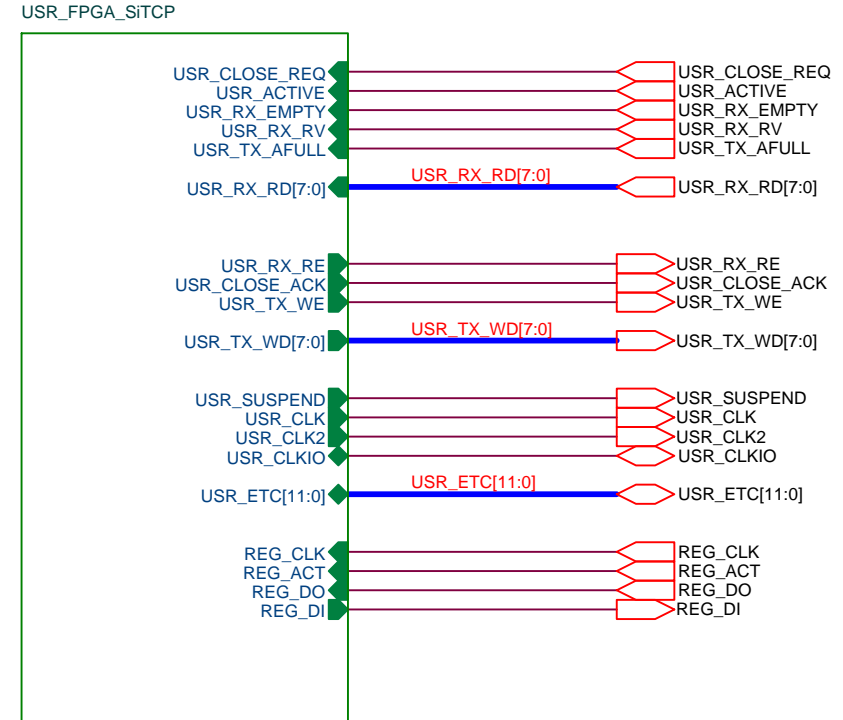 USR_FPGA_SiTCP
USR_CLOSE_REQ USR_CLOSE_REQ
USR_ACTIVE USR_ACTIVE
USR_RX_EMPTY USR_RX_EMPTY
USR_RX_RV USR_RX_RV
USR_TX_AFULL USR_TX_AFULL
USR_RX_RD[7:0] USR_RX_RD[7:0] USR_RX_RD[7:0]
USR_RX_RE USR_RX_RE
USR_CLOSE_ACK USR_CLOSE_ACK
USR_TX_WE USR_TX_WE
USR_TX_WD[7:0] USR_TX_WD[7:0] USR_TX_WD[7:0]
USR_SUSPEND USR_SUSPEND
USR_CLK USR_CLK
USR_CLK2 USR_CLK2
USR_CLKIO USR_CLKIO
USR_ETC[11:0] USR_ETC[11:0] USR_ETC[11:0]
REG_CLK REG_CLK
REG_ACT REG_ACT
REG_DO REG_DO
REG_DI REG_DI